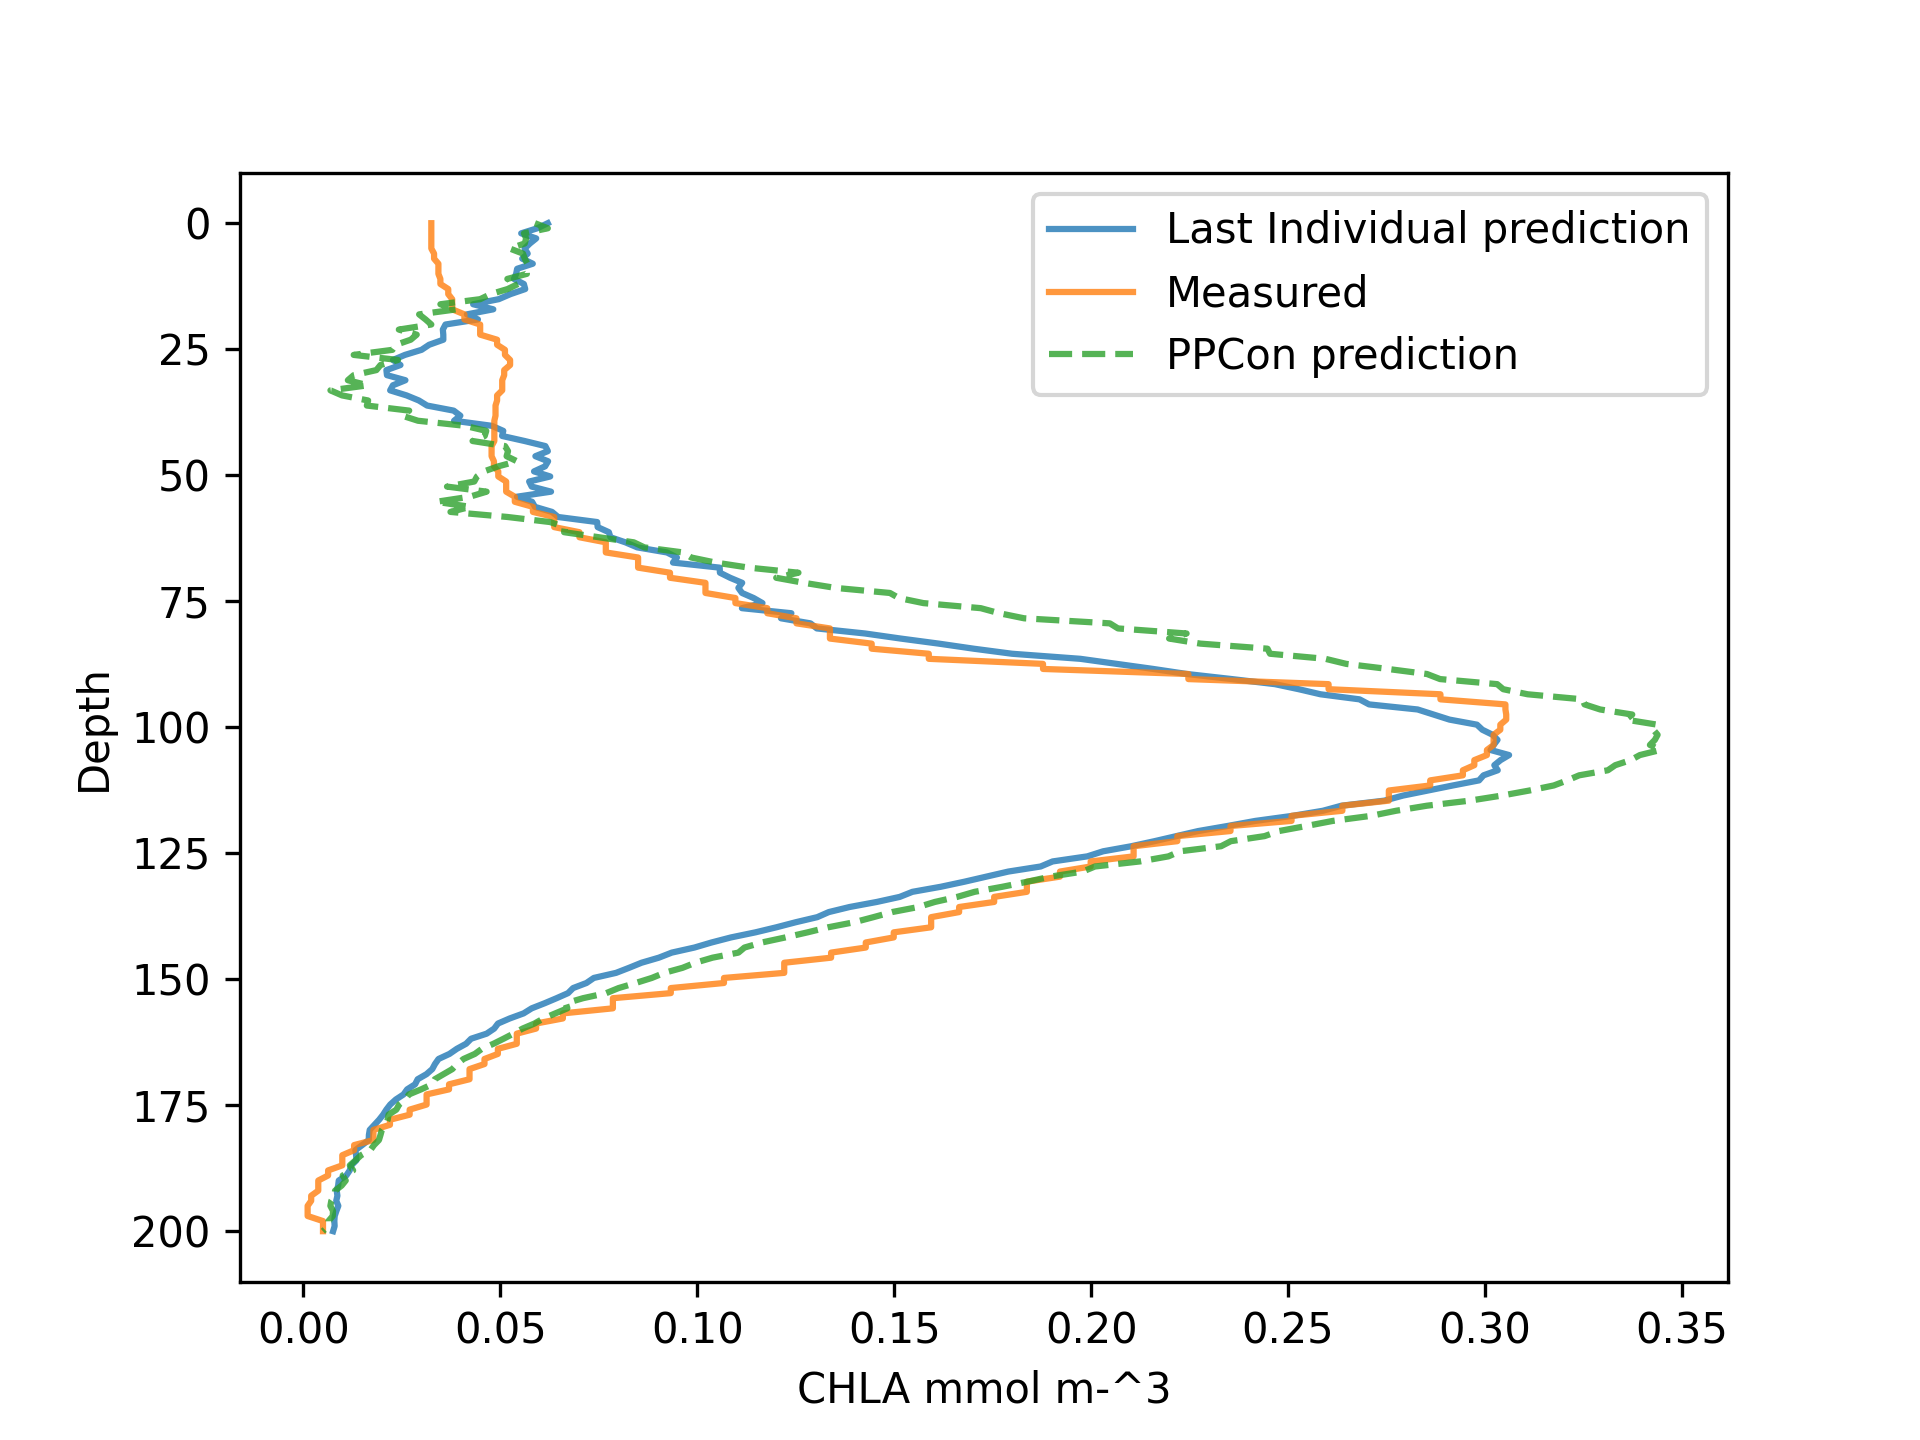 Last Individual prediction
Measured
PPCon prediction
0
25
50
75
100
125
150
175
200
Depth
0.00 0.05 0.10 0.15 0.20 0.25 0.30 0.35
CHLA mmol m-^3